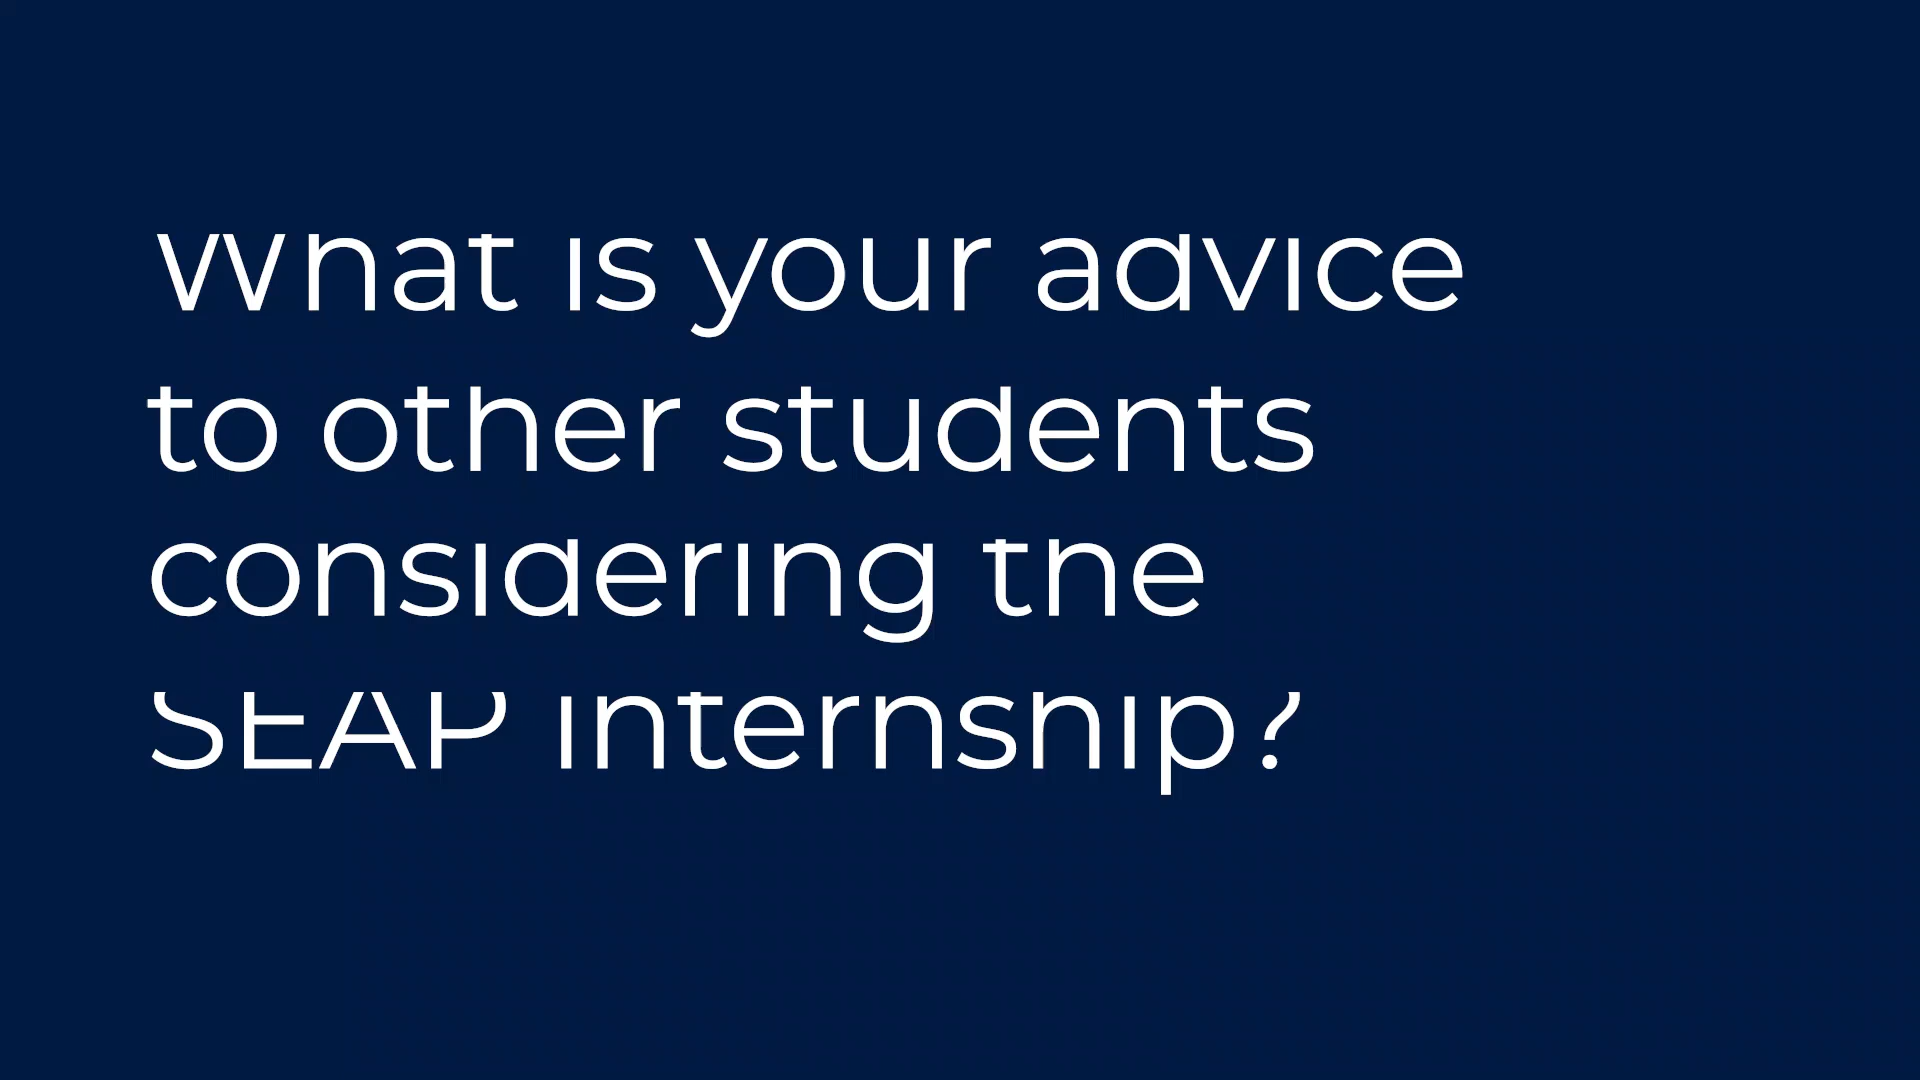 What is your advice
to other students
considering the
SEAP internship?